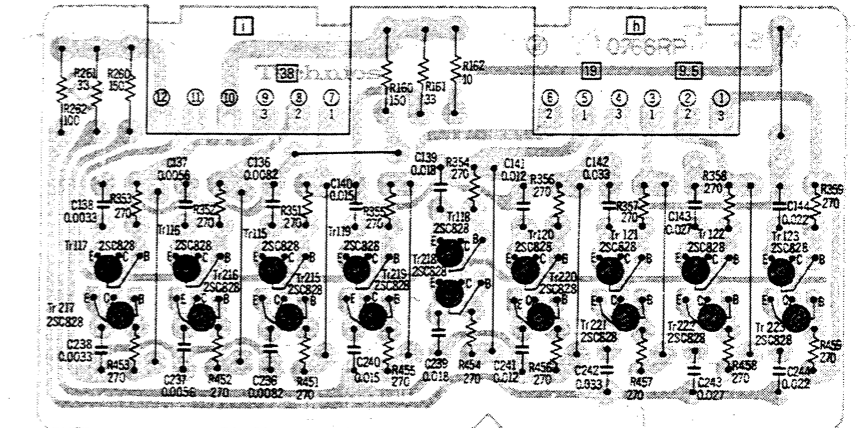 i
h
0268RP
Technics
38
19
9.5
R261
33
R260
150
R262
100
R160
150
R161
33
R162
10
12 11 10 9 8 7
3 2 1
6 5 4 3 2 1
2 1 3 1 2 3
C137
0.0056
C136
0.0082
C139
0.018
R354
270
C141
0.012
R356
270
C142
0.033
R358
270
C138
0.0033
R353
270
R352
270
R351
270
C140
0.015
R355
270
R357
270
C143
0.027
C144
0.022
R359
270
Tr117
2SC828
Tr116
2SC828
Tr115
2SC828
Tr119
2SC828
Tr118
2SC828
Tr120
2SC828
Tr121
2SC828
Tr122
2SC828
Tr123
2SC828
E C B
E C B
E C B
E C B
E C B
E C B
E C B
E C B
E C B
Tr217
2SC828
Tr216
2SC828
Tr215
2SC828
Tr219
2SC828
Tr218
2SC828
Tr220
2SC828
Tr221
2SC828
Tr222
2SC828
Tr223
2SC828
E C B
E C B
E C B
E C B
E C B
E C B
E C B
E C B
E C B
C238
0.0033
R453
270
C237
0.0056
R452
270
C236
0.0082
R451
270
C240
0.015
R455
270
C239
0.018
R454
270
C241
0.012
R456
270
C242
0.033
R457
270
C243
0.027
R458
270
C244
0.022
R459
270